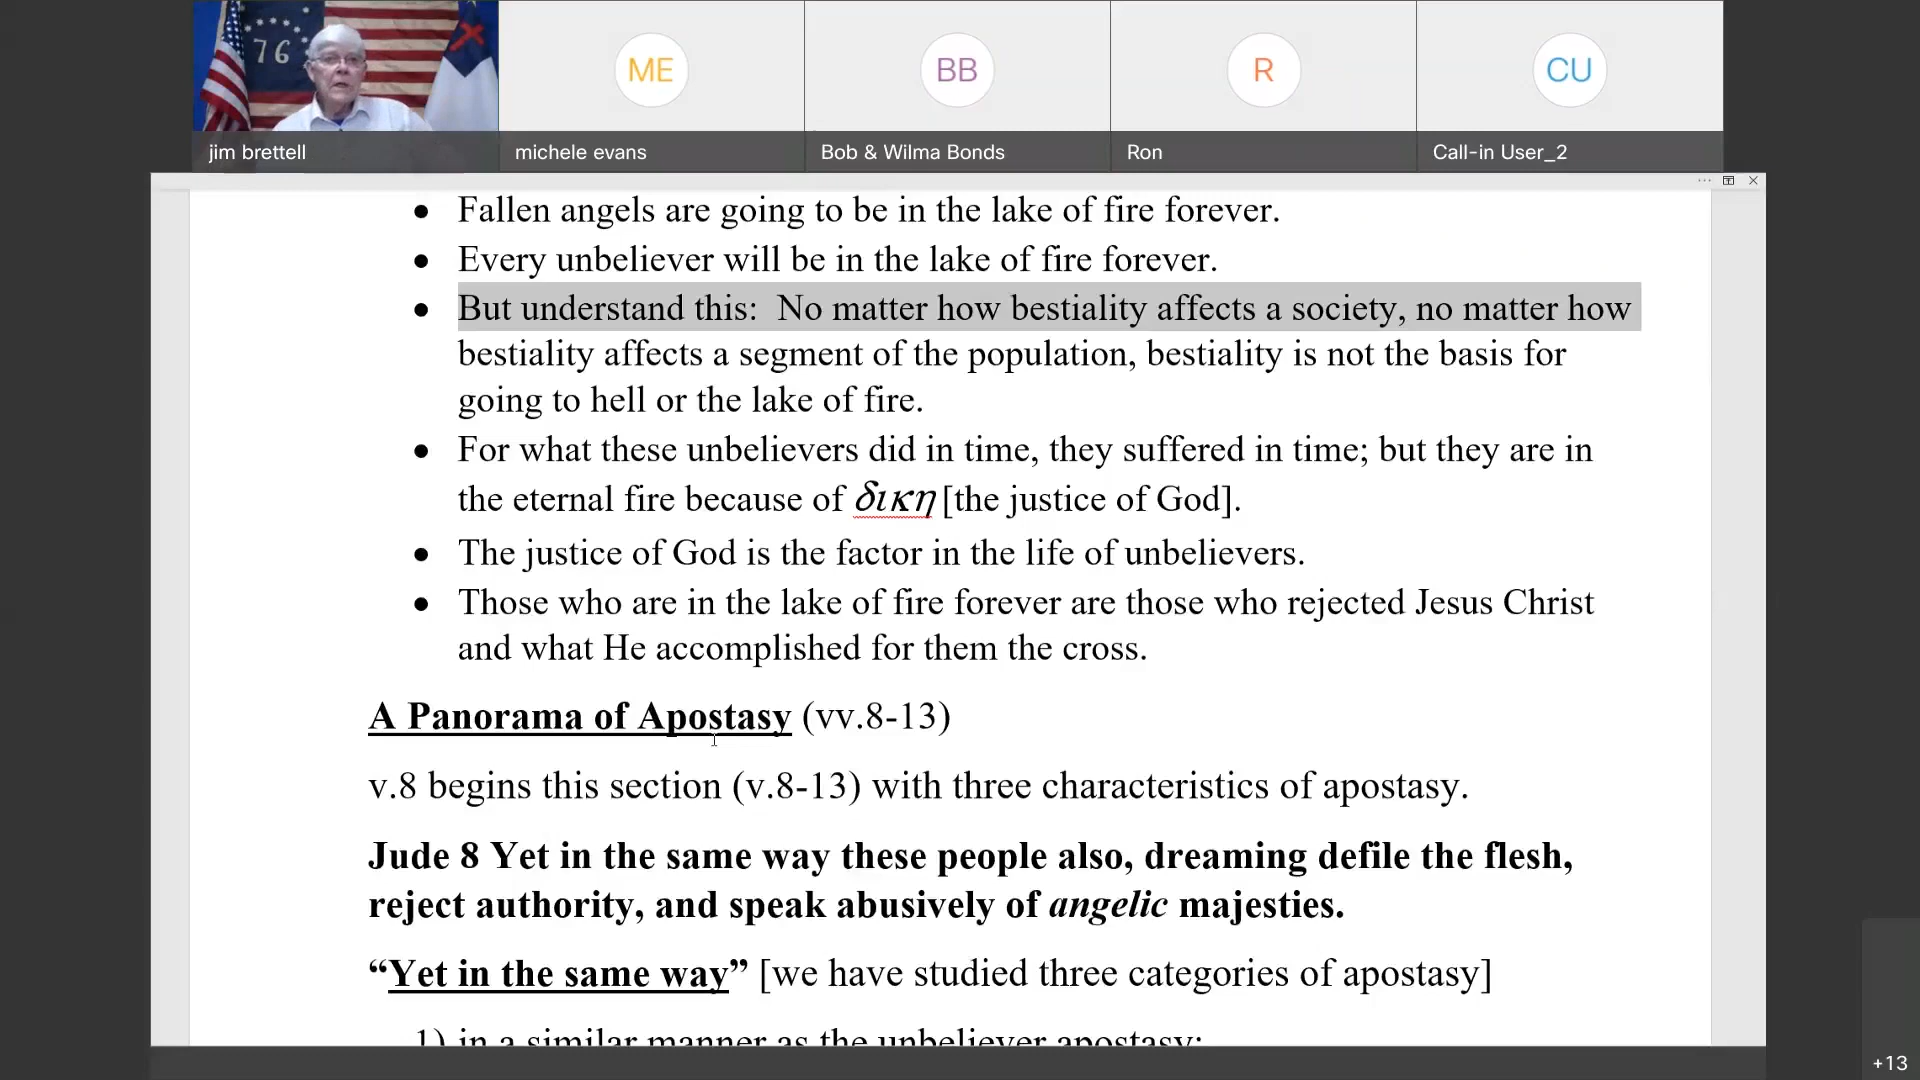 76
ME
BB
R
CU
jim brettell
michele evans
Bob & Wilma Bonds
Ron
Call-in User_2
• Fallen angels are going to be in the lake of fire forever.
• Every unbeliever will be in the lake of fire forever.
• But understand this:  No matter how bestiality affects a society, no matter how
bestiality affects a segment of the population, bestiality is not the basis for
going to hell or the lake of fire.
• For what these unbelievers did in time, they suffered in time; but they are in
the eternal fire because of δικη [the justice of God].
• The justice of God is the factor in the life of unbelievers.
• Those who are in the lake of fire forever are those who rejected Jesus Christ
and what He accomplished for them the cross.
A Panorama of Apostasy (vv.8-13)
v.8 begins this section (v.8-13) with three characteristics of apostasy.
Jude 8 Yet in the same way these people also, dreaming defile the flesh,
reject authority, and speak abusively of angelic majesties.
“Yet in the same way” [we have studied three categories of apostasy]
1) in a similar manner as the unbeliever apostasy;
+13